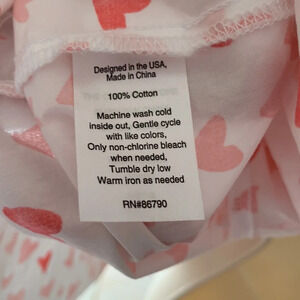 Designed in the USA,
Made in China
100% Cotton
Machine wash cold
inside out, Gentle cycle
with like colors,
Only non-chlorine bleach
when needed,
Tumble dry low
Warm iron as needed
RN#86790